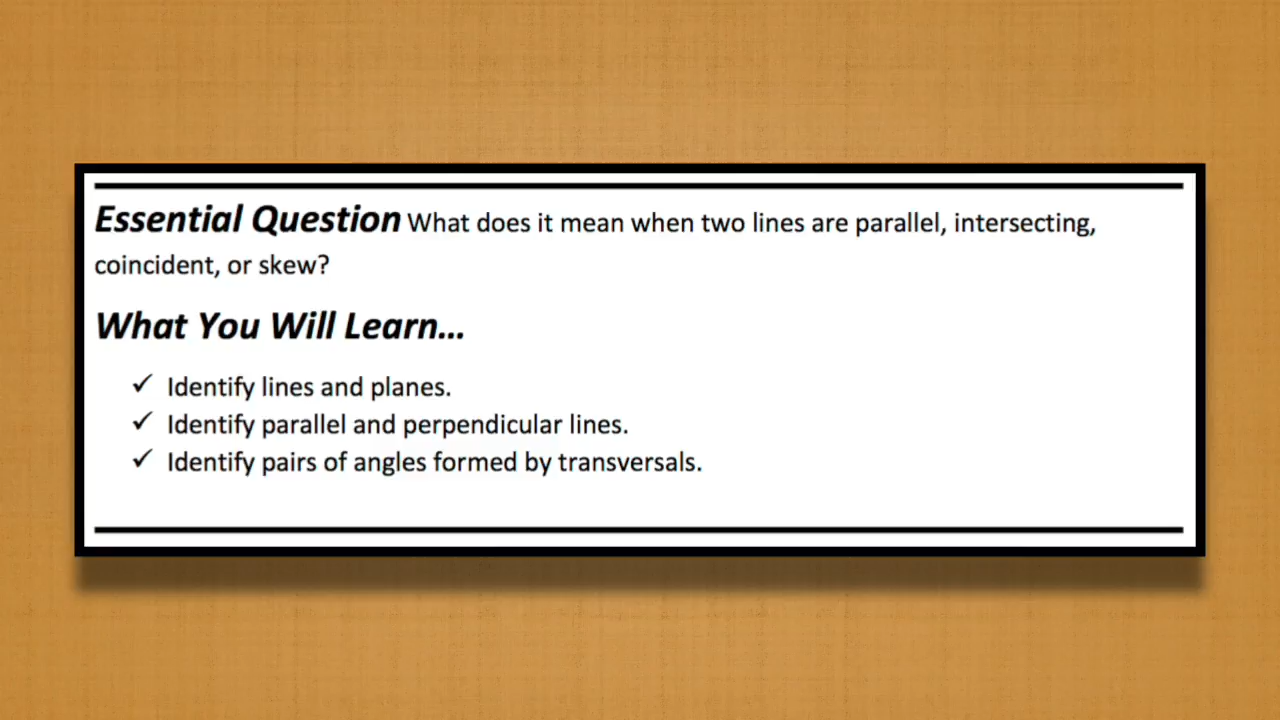 Essential Question What does it mean when two lines are parallel, intersecting,
coincident, or skew?
What You Will Learn...
✓ Identify lines and planes.
✓ Identify parallel and perpendicular lines.
✓ Identify pairs of angles formed by transversals.